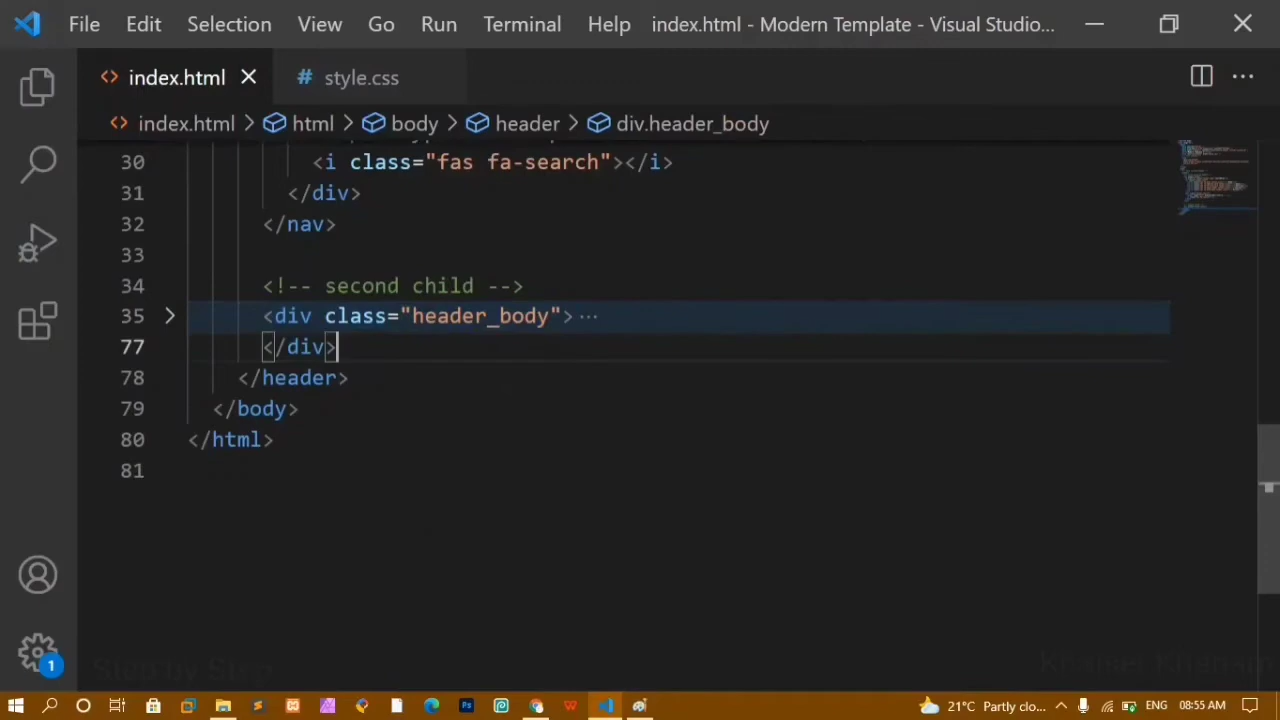 File Edit Selection View Go Run Terminal Help index.html - Modern Template - Visual Studio...
index.html style.css
index.html > html > body > header > div.header_body
30 <i class="fas fa-search"></i>
31 </div>
32 </nav>
33
34 <!-- second child -->
35 <div class="header_body">···
77 </div>
78 </header>
79 </body>
80 </html>
81
1
Step by Step
21°C Partly clo... ENG 08:55 AM